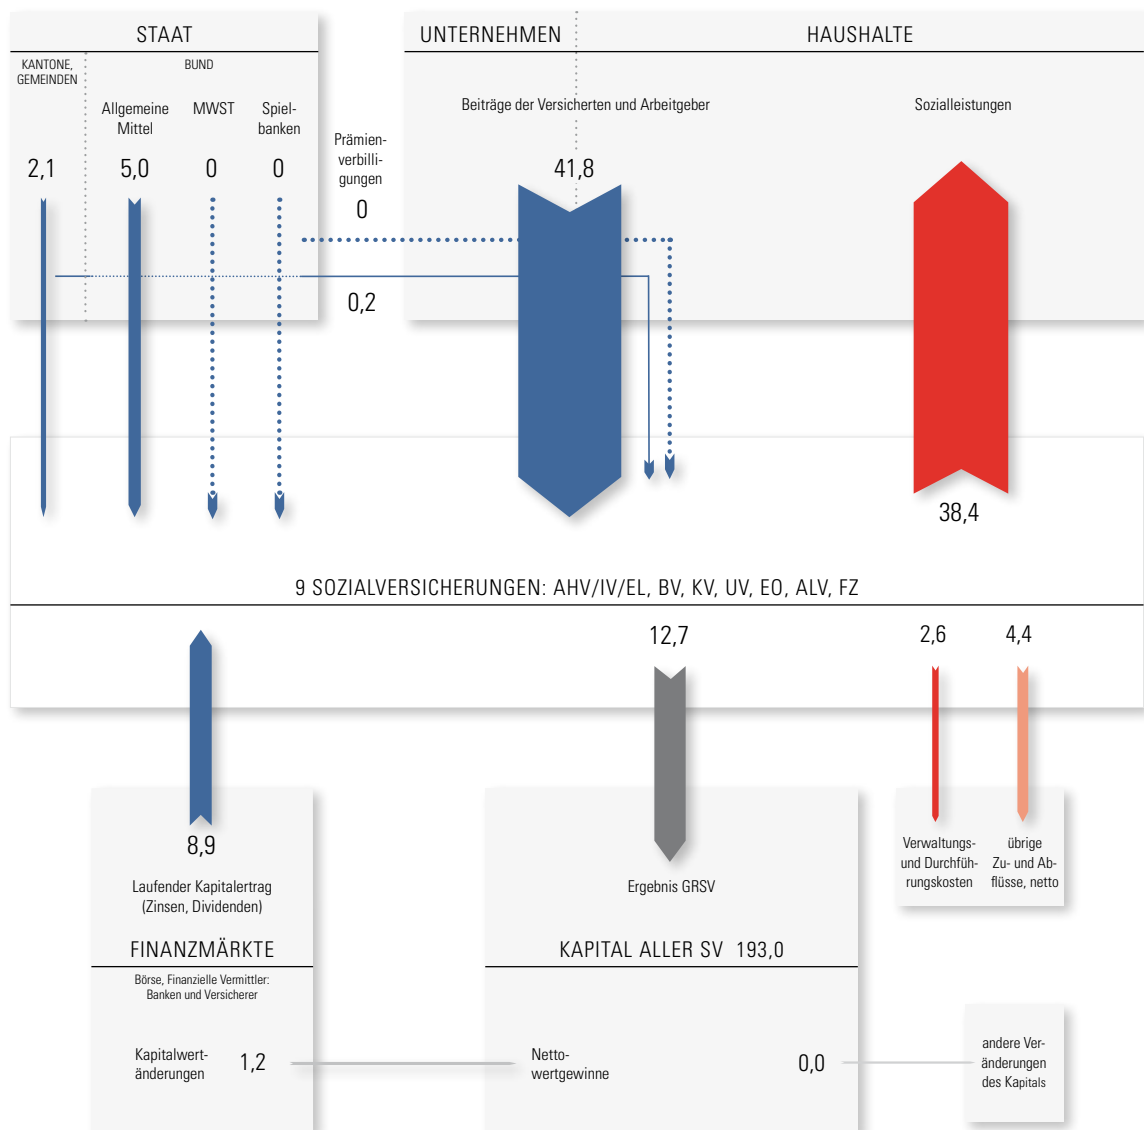 STAAT
KANTONE,
GEMEINDEN
BUND
Allgemeine
Mittel
MWST
Spiel-
banken
2,1
5,0
0
0
Prämien-
verbilli-
gungen
0
0,2
UNTERNEHMEN
HAUSHALTE
Beiträge der Versicherten und Arbeitgeber
Sozialleistungen
41,8
38,4
9 SOZIALVERSICHERUNGEN: AHV/IV/EL, BV, KV, UV, EO, ALV, FZ
12,7
2,6
4,4
8,9
Laufender Kapitalertrag
(Zinsen, Dividenden)
FINANZMÄRKTE
Börse, Finanzielle Vermittler:
Banken und Versicherer
Kapitalwert-
änderungen
1,2
Ergebnis GRSV
KAPITAL ALLER SV 193,0
Netto-
wertgewinne
0,0
Verwaltungs-
und Durchfüh-
rungskosten
übrige
Zu- und Ab-
flüsse, netto
andere Ver-
änderungen
des Kapitals